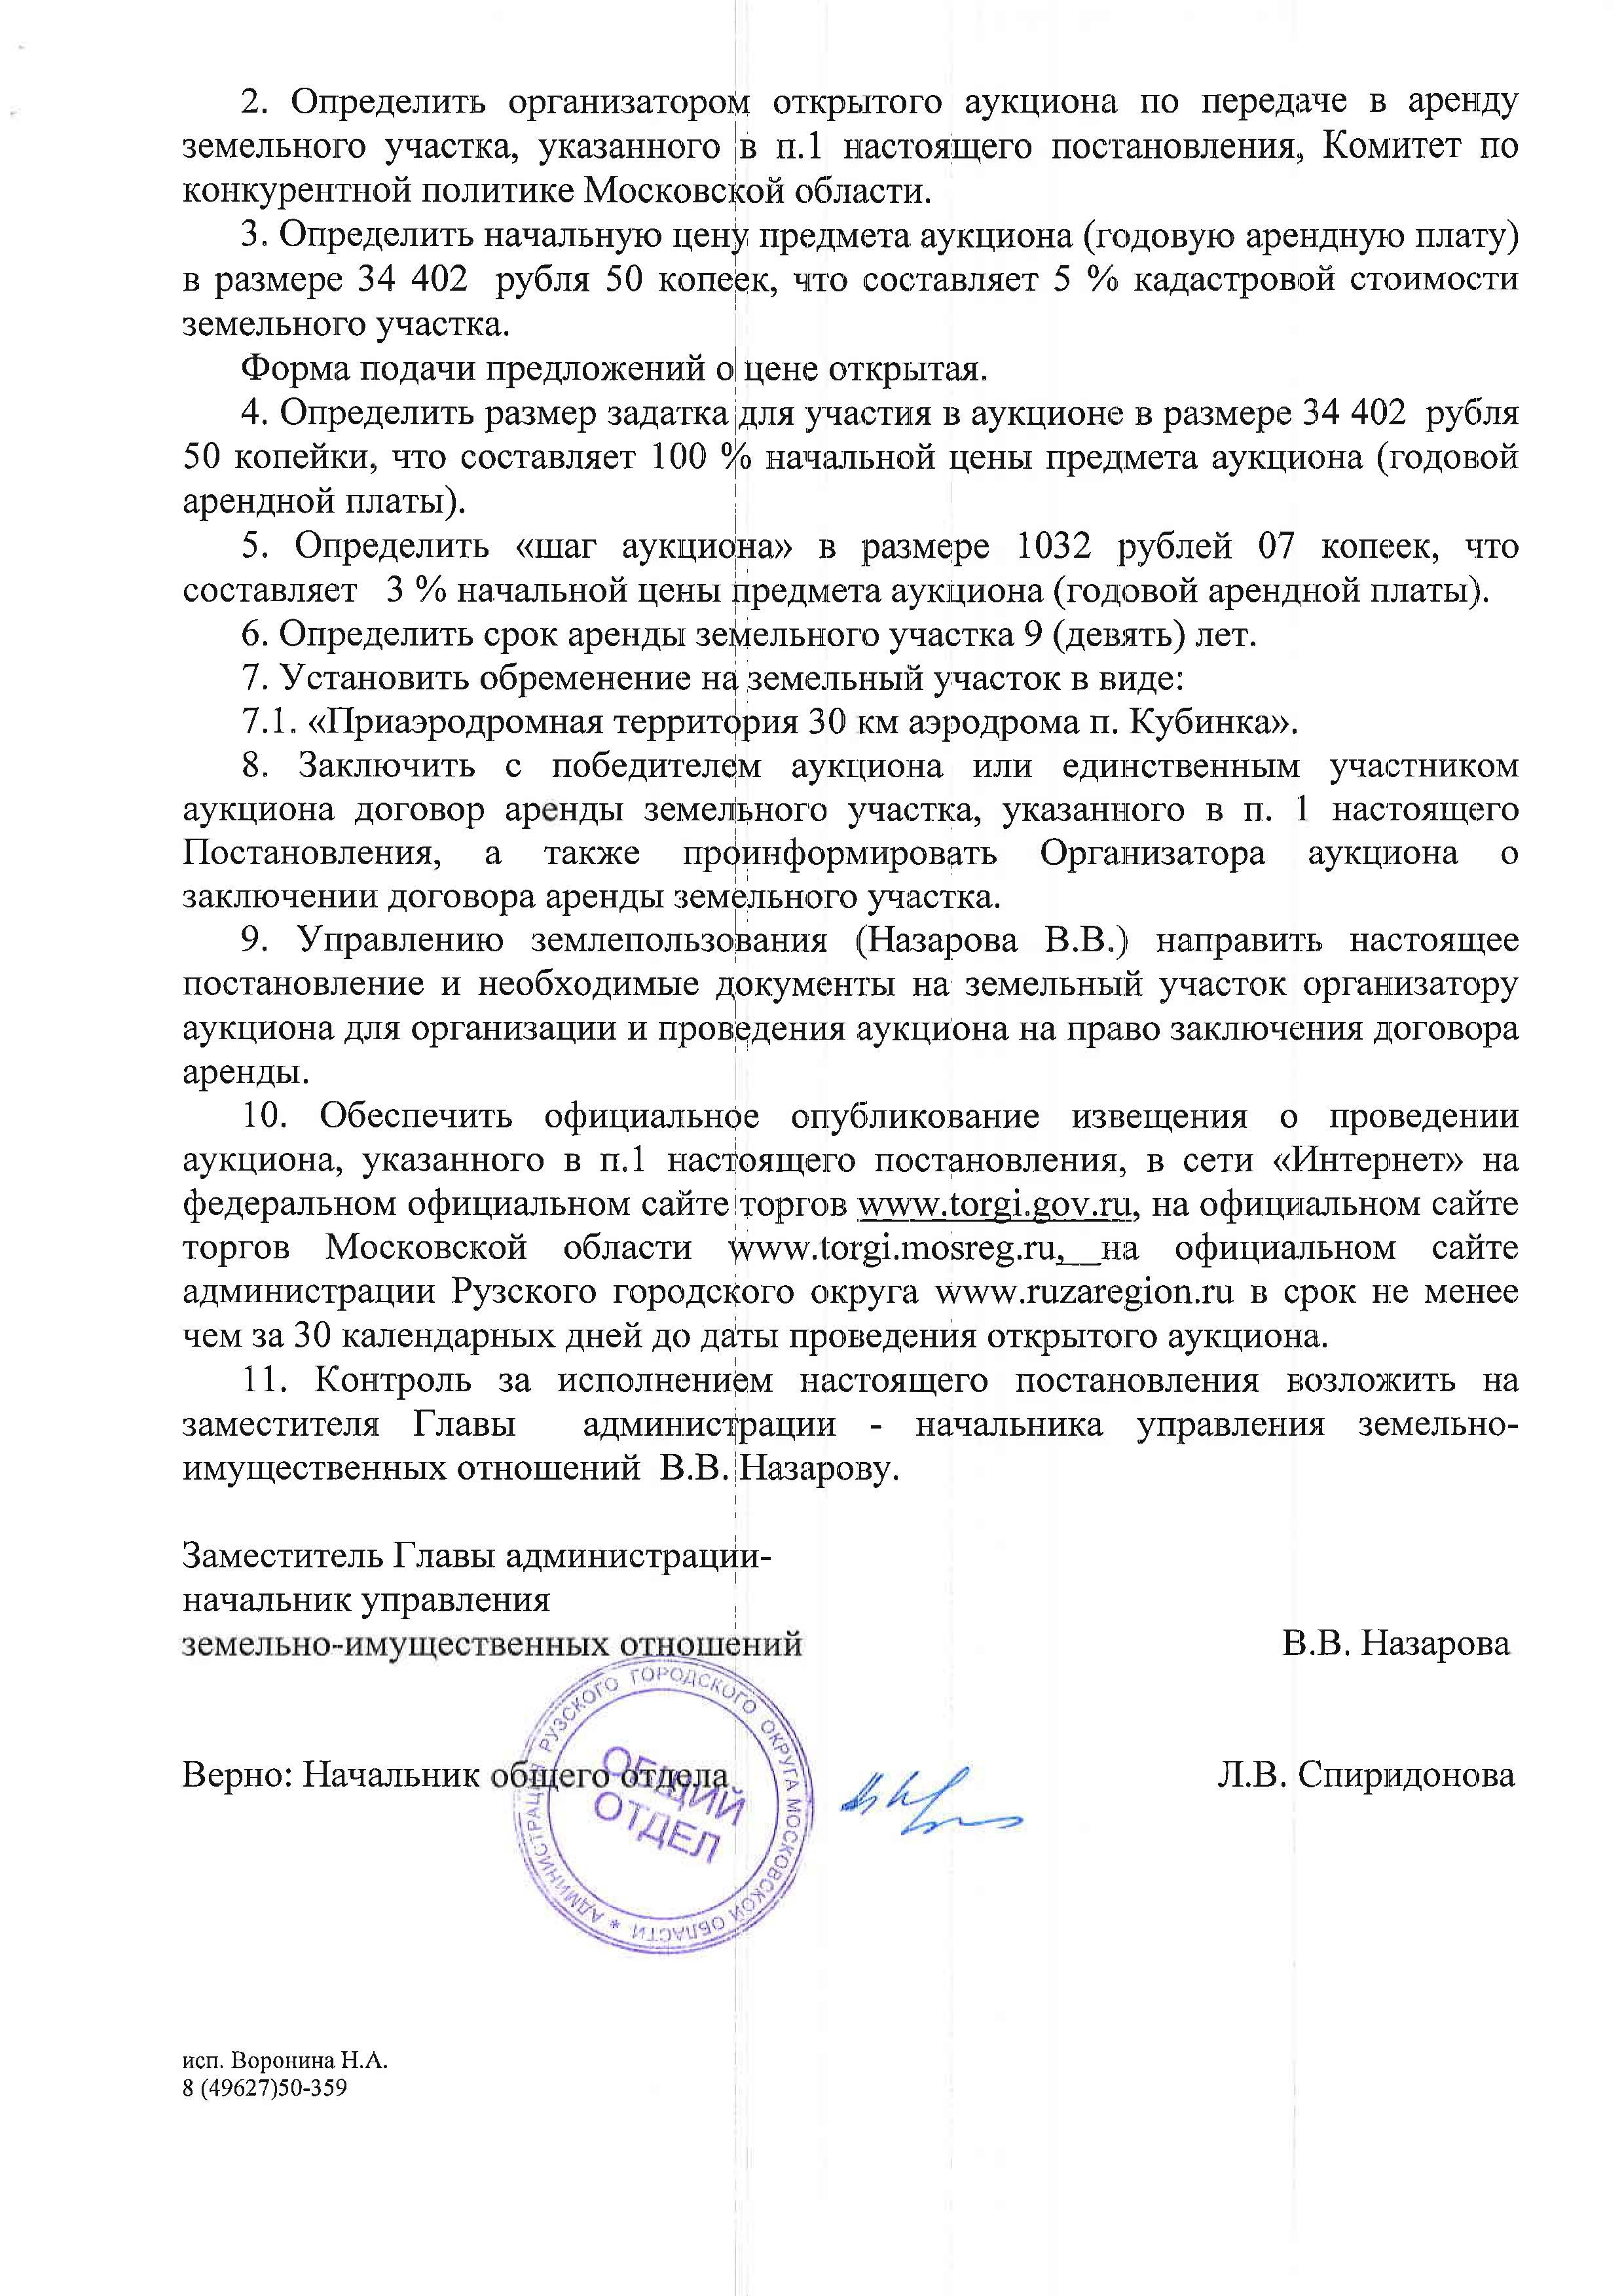 2. Определить организатором открытого аукциона по передаче в аренду
земельного участка, указанного в п.1 настоящего постановления, Комитет по
конкурентной политике Московской области.
3. Определить начальную цену предмета аукциона (годовую арендную плату)
в размере 34 402 рубля 50 копеек, что составляет 5 % кадастровой стоимости
земельного участка.
Форма подачи предложений о цене открытая.
4. Определить размер задатка для участия в аукционе в размере 34 402 рубля
50 копейки, что составляет 100 % начальной цены предмета аукциона (годовой
арендной платы).
5. Определить «шаг аукциона» в размере 1032 рублей 07 копеек, что
составляет 3 % начальной цены предмета аукциона (годовой арендной платы).
6. Определить срок аренды земельного участка 9 (девять) лет.
7. Установить обременение на земельный участок в виде:
7.1. «Приаэродромная территория 30 км аэродрома п. Кубинка».
8. Заключить с победителем аукциона или единственным участником
аукциона договор аренды земельного участка, указанного в п. 1 настоящего
Постановления, а также проинформировать Организатора аукциона о
заключении договора аренды земельного участка.
9. Управлению землепользования (Назарова В.В.) направить настоящее
постановление и необходимые документы на земельный участок организатору
аукциона для организации и проведения аукциона на право заключения договора
аренды.
10. Обеспечить официальное опубликование извещения о проведении
аукциона, указанного в п.1 настоящего постановления, в сети «Интернет» на
федеральном официальном сайте торгов www.torgi.gov.ru, на официальном сайте
торгов Московской области www.torgi.mosreg.ru, на официальном сайте
администрации Рузского городского округа www.ruzaregion.ru в срок не менее
чем за 30 календарных дней до даты проведения открытого аукциона.
11. Контроль за исполнением настоящего постановления возложить на
заместителя Главы администрации - начальника управления земельно-
имущественных отношений В.В. Назарову.
Заместитель Главы администрации-
начальник управления
земельно-имущественных отношений В.В. Назарова
Верно: Начальник общего отдела Л.В. Спиридонова
АДМИНИСТРАЦИЯ РУЗСКОГО ГОРОДСКОГО ОКРУГА МОСКОВСКОЙ ОБЛАСТИ *
ОБЩИЙ
ОТДЕЛ
исп. Воронина Н.А.
8 (49627)50-359